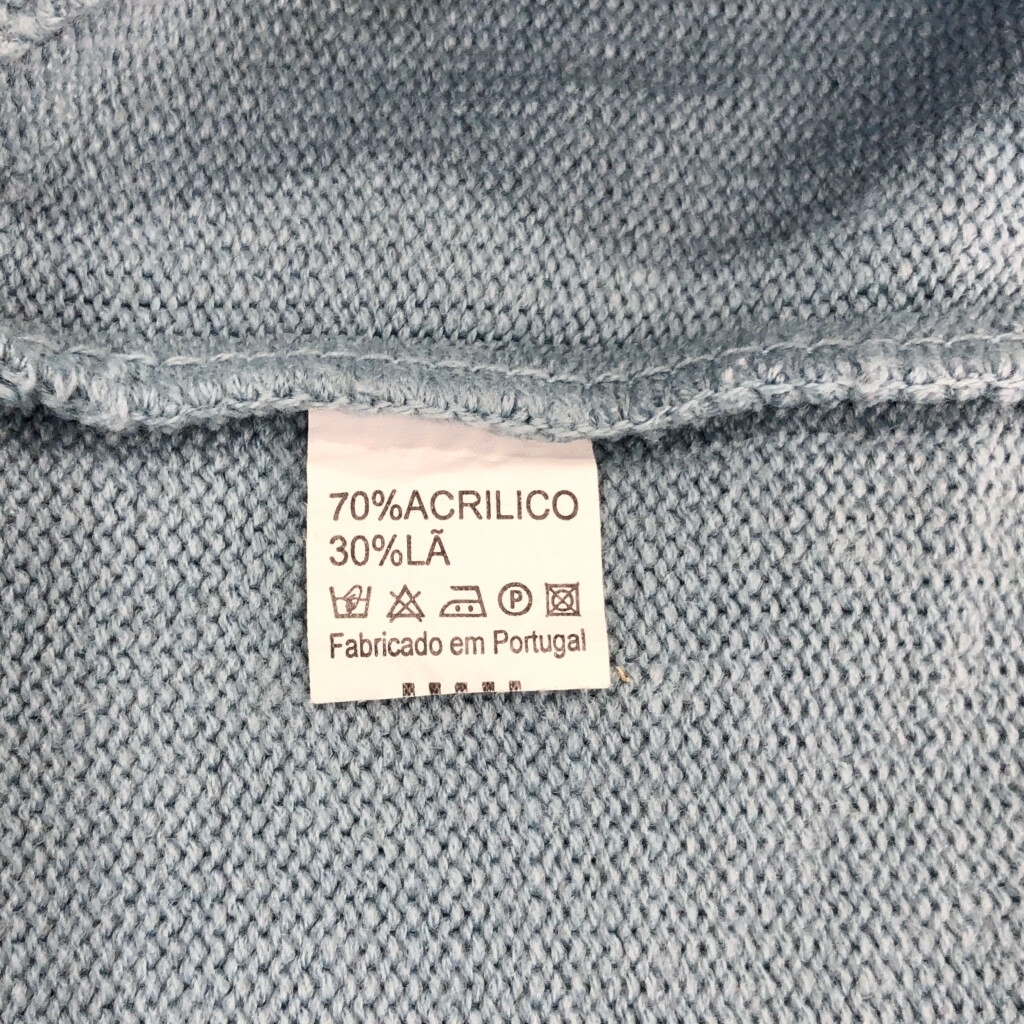 70%ACRILICO
30%LÃ
P
Fabricado em Portugal